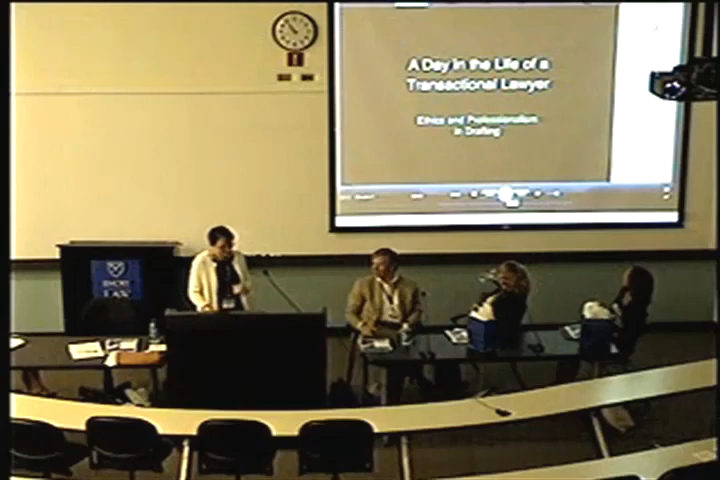 A Day in the Life of a
Transactional Lawyer
Ethics and Professionalism
in Drafting
EMORY
LAW